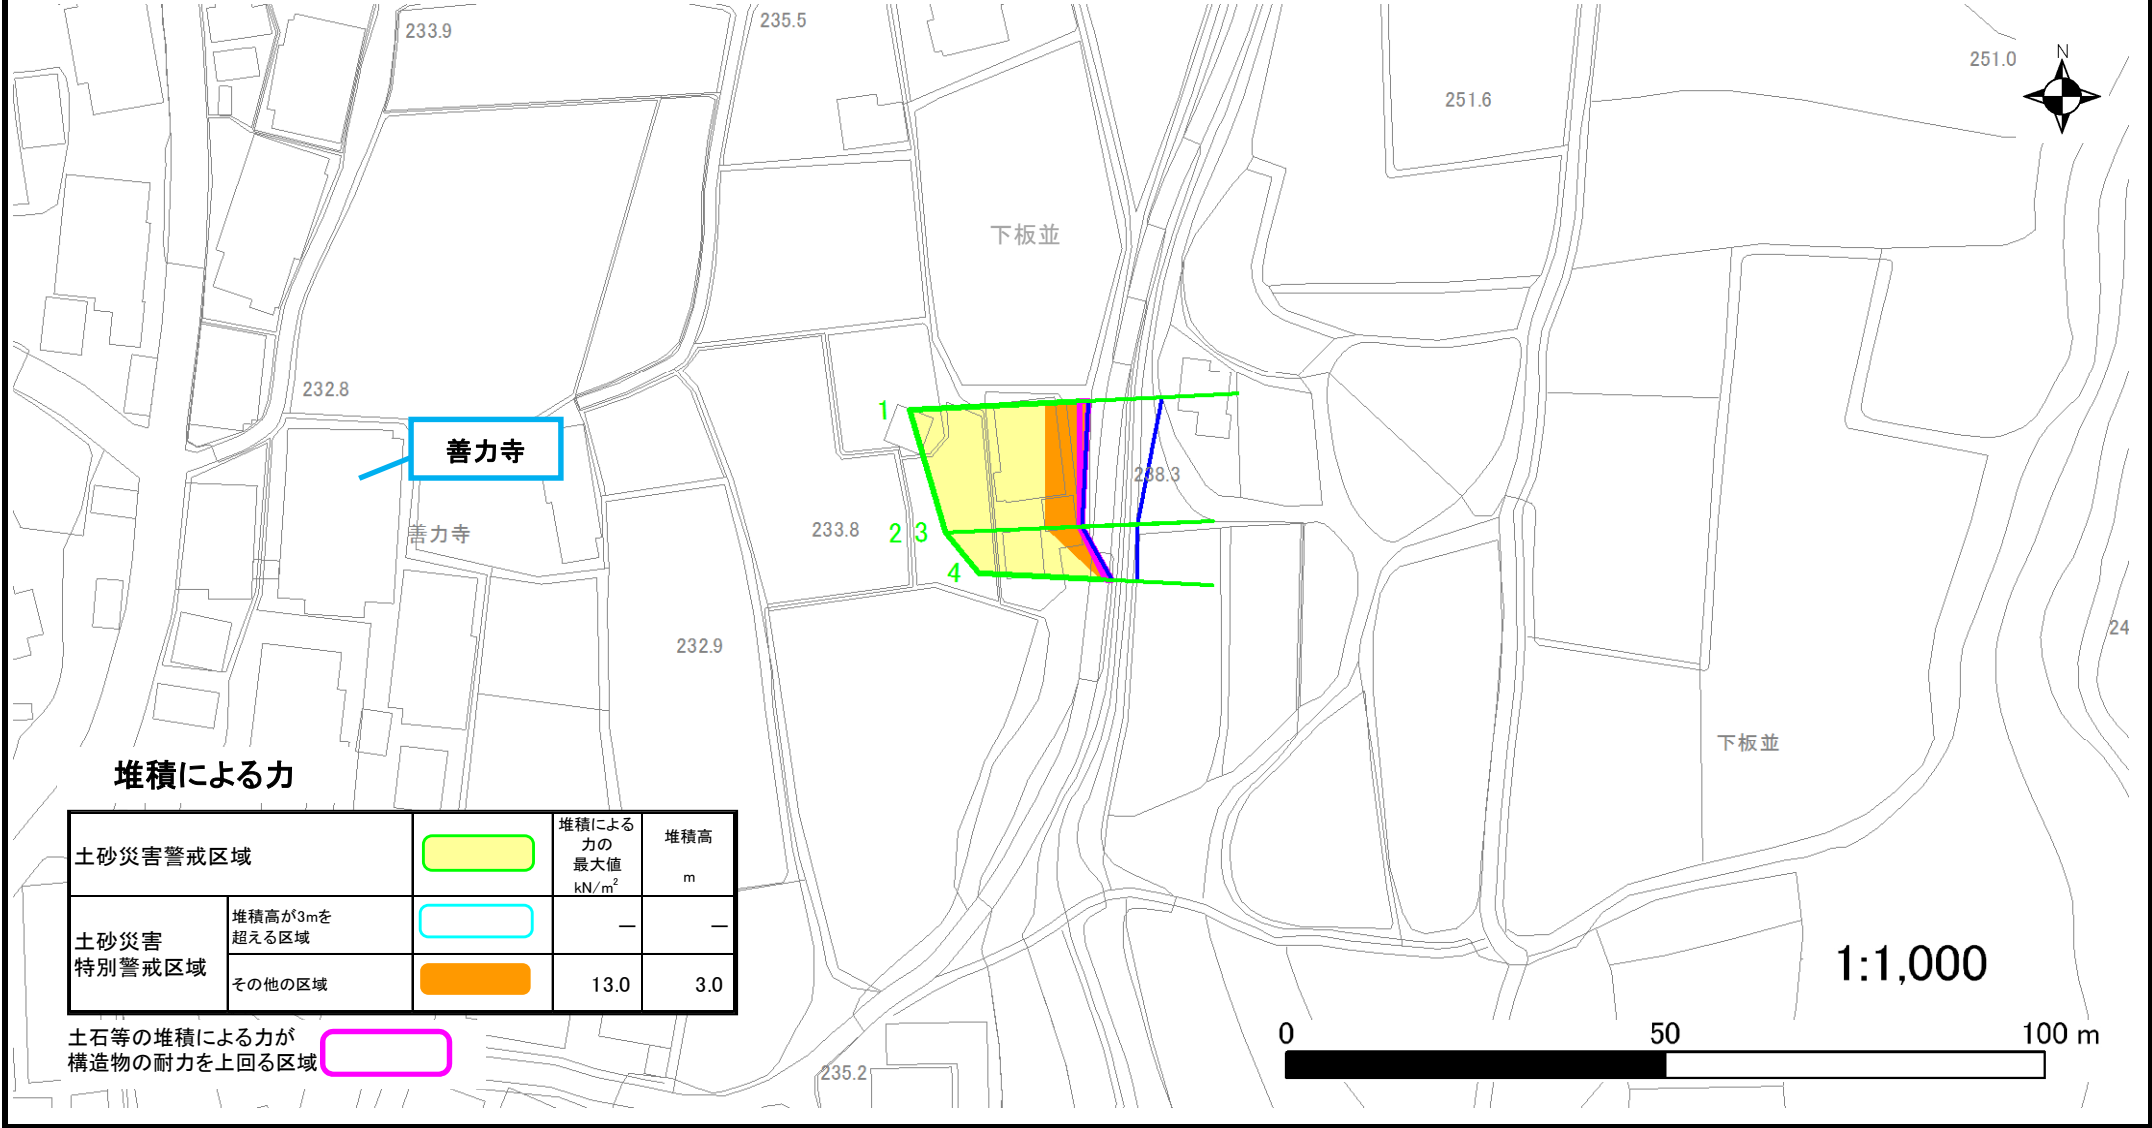 233.9
235.5
251.0
N
251.6
下板並
232.8
1
善力寺
238.3
善力寺
233.8
2 3
4
232.9
24
下板並
堆積による力
土砂災害警戒区域
堆積による
力の
最大値
kN/m²
堆積高
m
土砂災害
特別警戒区域
堆積高が3mを
超える区域
―
―
その他の区域
13.0
3.0
1:1,000
土石等の堆積による力が
構造物の耐力を上回る区域
0
50
100 m
235.2